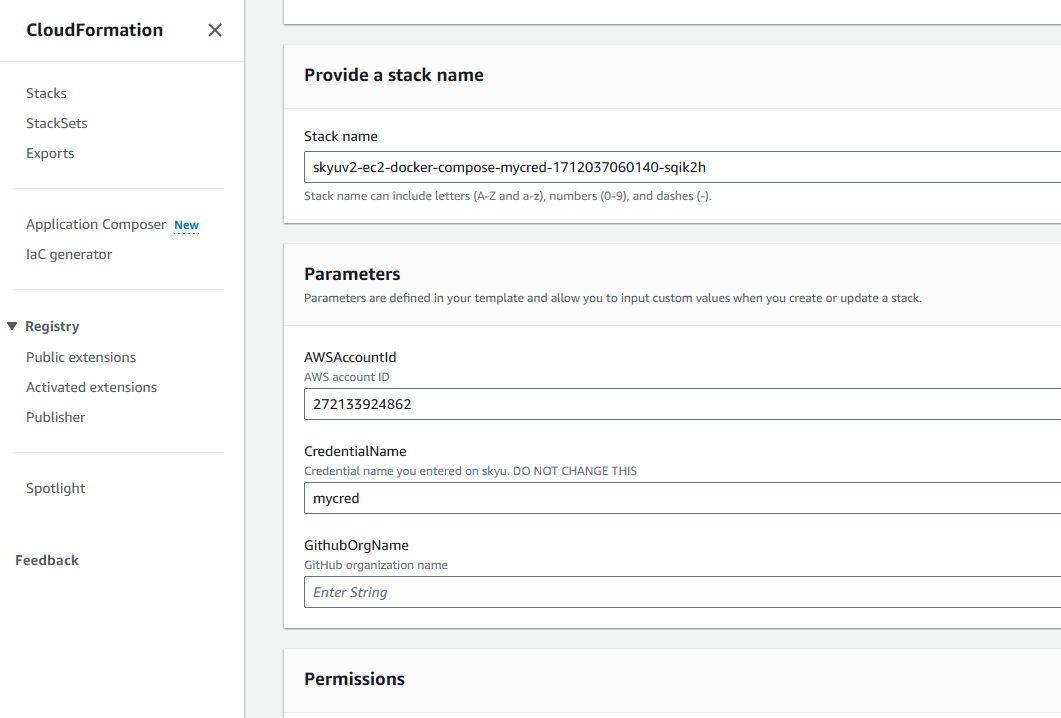 CloudFormation
Stacks
StackSets
Exports
Application Composer New
IaC generator
Registry
Public extensions
Activated extensions
Publisher
Spotlight
Feedback
Provide a stack name
Stack name
skyuv2-ec2-docker-compose-mycred-1712037060140-sqik2h
Stack name can include letters (A-Z and a-z), numbers (0-9), and dashes (-).
Parameters
Parameters are defined in your template and allow you to input custom values when you create or update a stack.
AWSAccountId
AWS account ID
272133924862
CredentialName
Credential name you entered on skyu. DO NOT CHANGE THIS
mycred
GithubOrgName
GitHub organization name
Enter String
Permissions